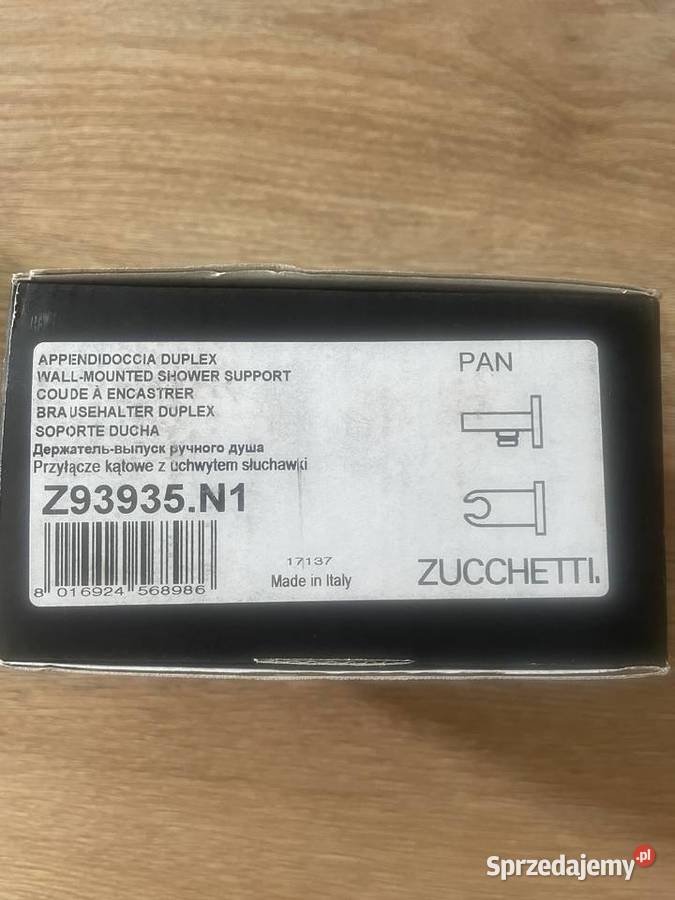 APPENDIDOCCIA DUPLEX
WALL-MOUNTED SHOWER SUPPORT
COUDE À ENCASTRER
BRAUSEHALTER DUPLEX
SOPORTE DUCHA
Держатель-выпуск ручного душа
Przyłącze kątowe z uchwytem słuchawki
Z93935.N1
8 016924 568986
17137
Made in Italy
PAN
ZUCCHETTI.
Sprzedajemy.pl